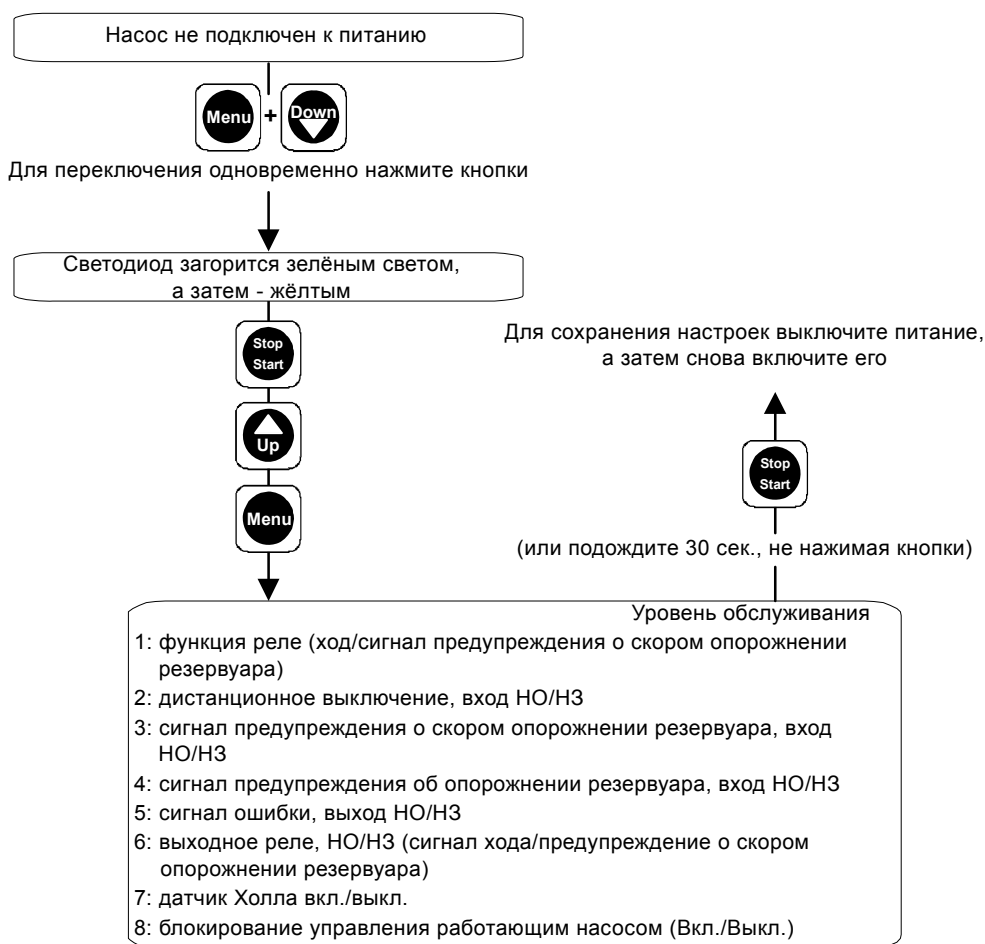 Насос не подключен к питанию
Menu + Down
Для переключения одновременно нажмите кнопки
Светодиод загорится зелёным светом,
а затем - жёлтым
Stop
Start
Up
Menu
Для сохранения настроек выключите питание,
а затем снова включите его
Stop
Start
(или подождите 30 сек., не нажимая кнопки)
Уровень обслуживания
1: функция реле (ход/сигнал предупреждения о скором опорожнении
резервуара)
2: дистанционное выключение, вход НО/НЗ
3: сигнал предупреждения о скором опорожнении резервуара, вход
НО/НЗ
4: сигнал предупреждения об опорожнении резервуара, вход НО/НЗ
5: сигнал ошибки, выход НО/НЗ
6: выходное реле, НО/НЗ (сигнал хода/предупреждение о скором
опорожнении резервуара)
7: датчик Холла вкл./выкл.
8: блокирование управления работающим насосом (Вкл./Выкл.)